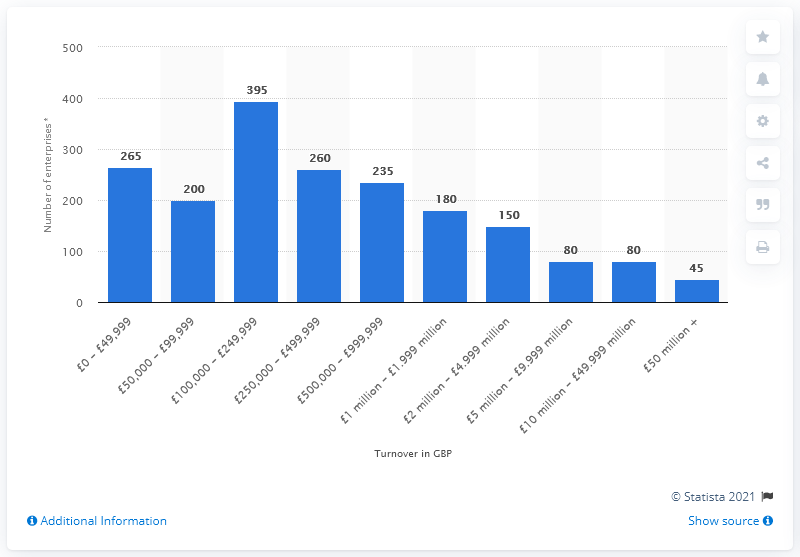 500
400
300
200
100
0
Number of enterprises*
265
200
395
260
235
180
150
80
80
45
£0 – £49,999
£50,000 – £99,999
£100,000 – £249,999
£250,000 – £499,999
£500,000 – £999,999
£1 million – £1.999 million
£2 million – £4.999 million
£5 million – £9.999 million
£10 million – £49.999 million
£50 million +
Turnover in GBP
© Statista 2021
Additional Information
Show source